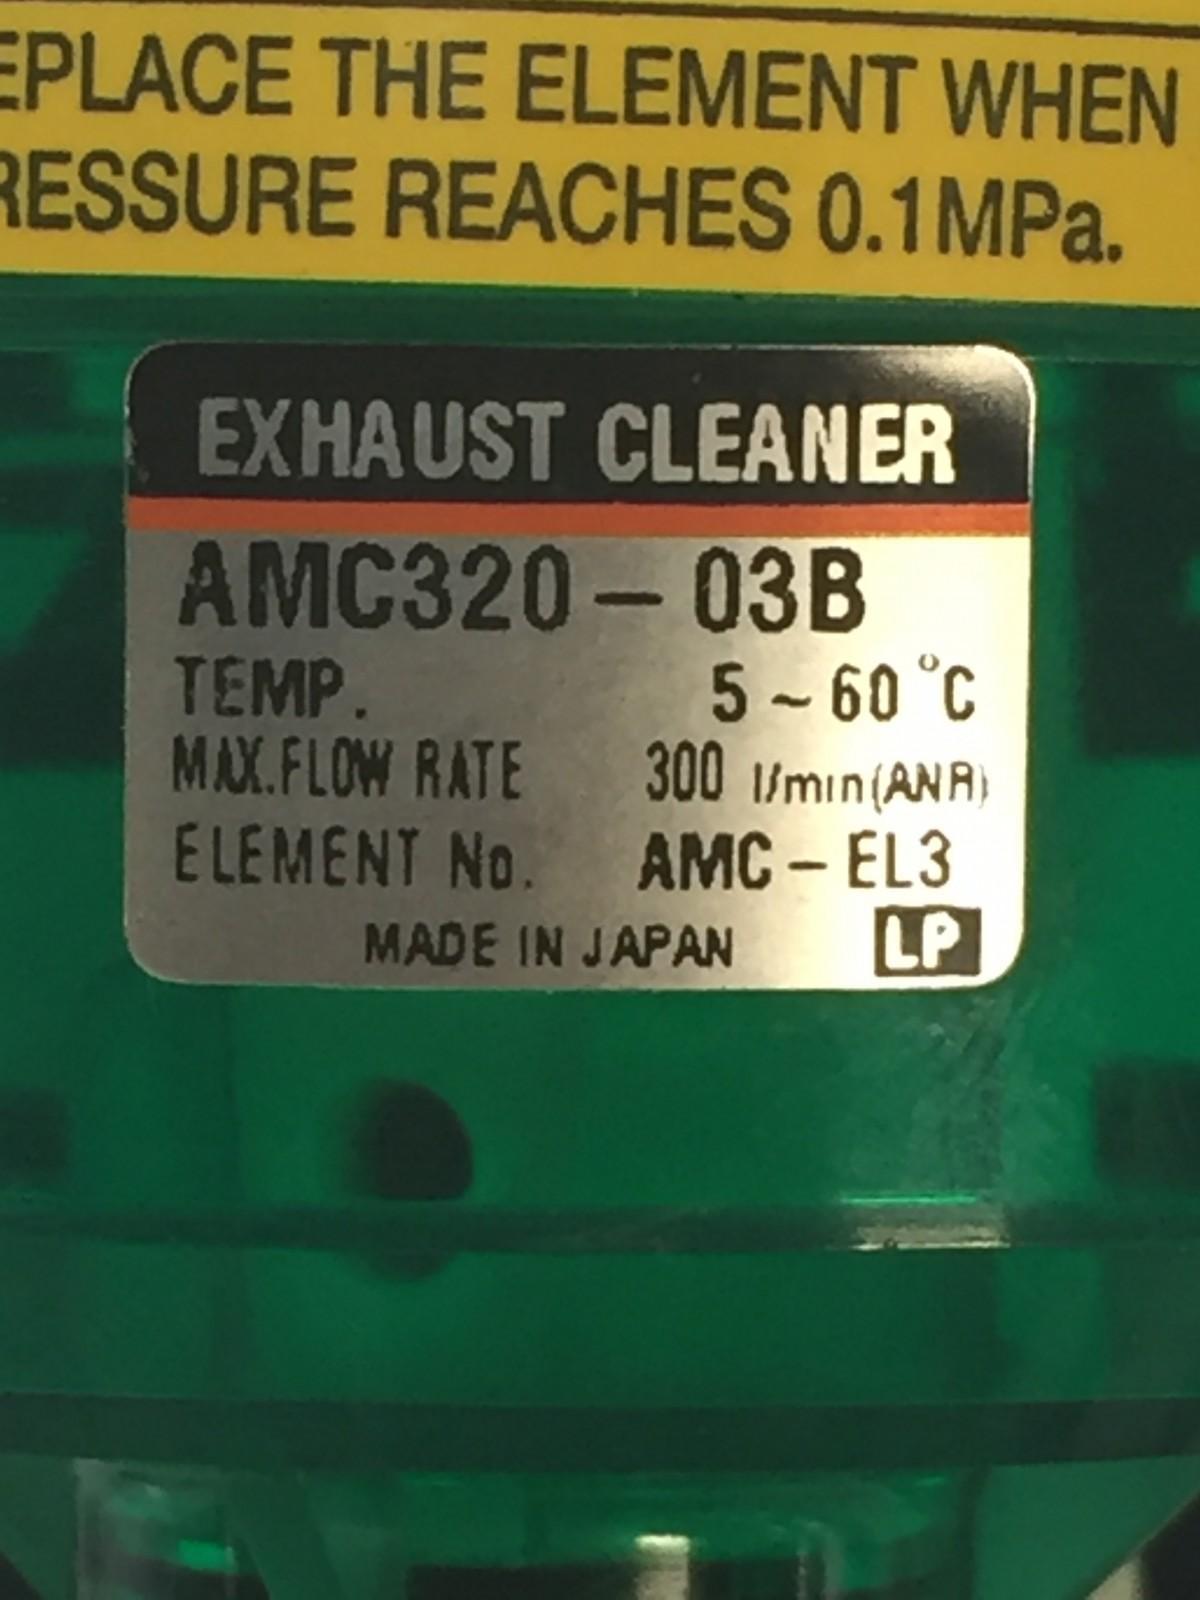 EPLACE THE ELEMENT WHEN
RESSURE REACHES 0.1MPa.
EXHAUST CLEANER
AMC320-03B
TEMP. 5~60°C
MAX.FLOW RATE 300 l/min(ANR)
ELEMENT No. AMC-EL3
MADE IN JAPAN LP